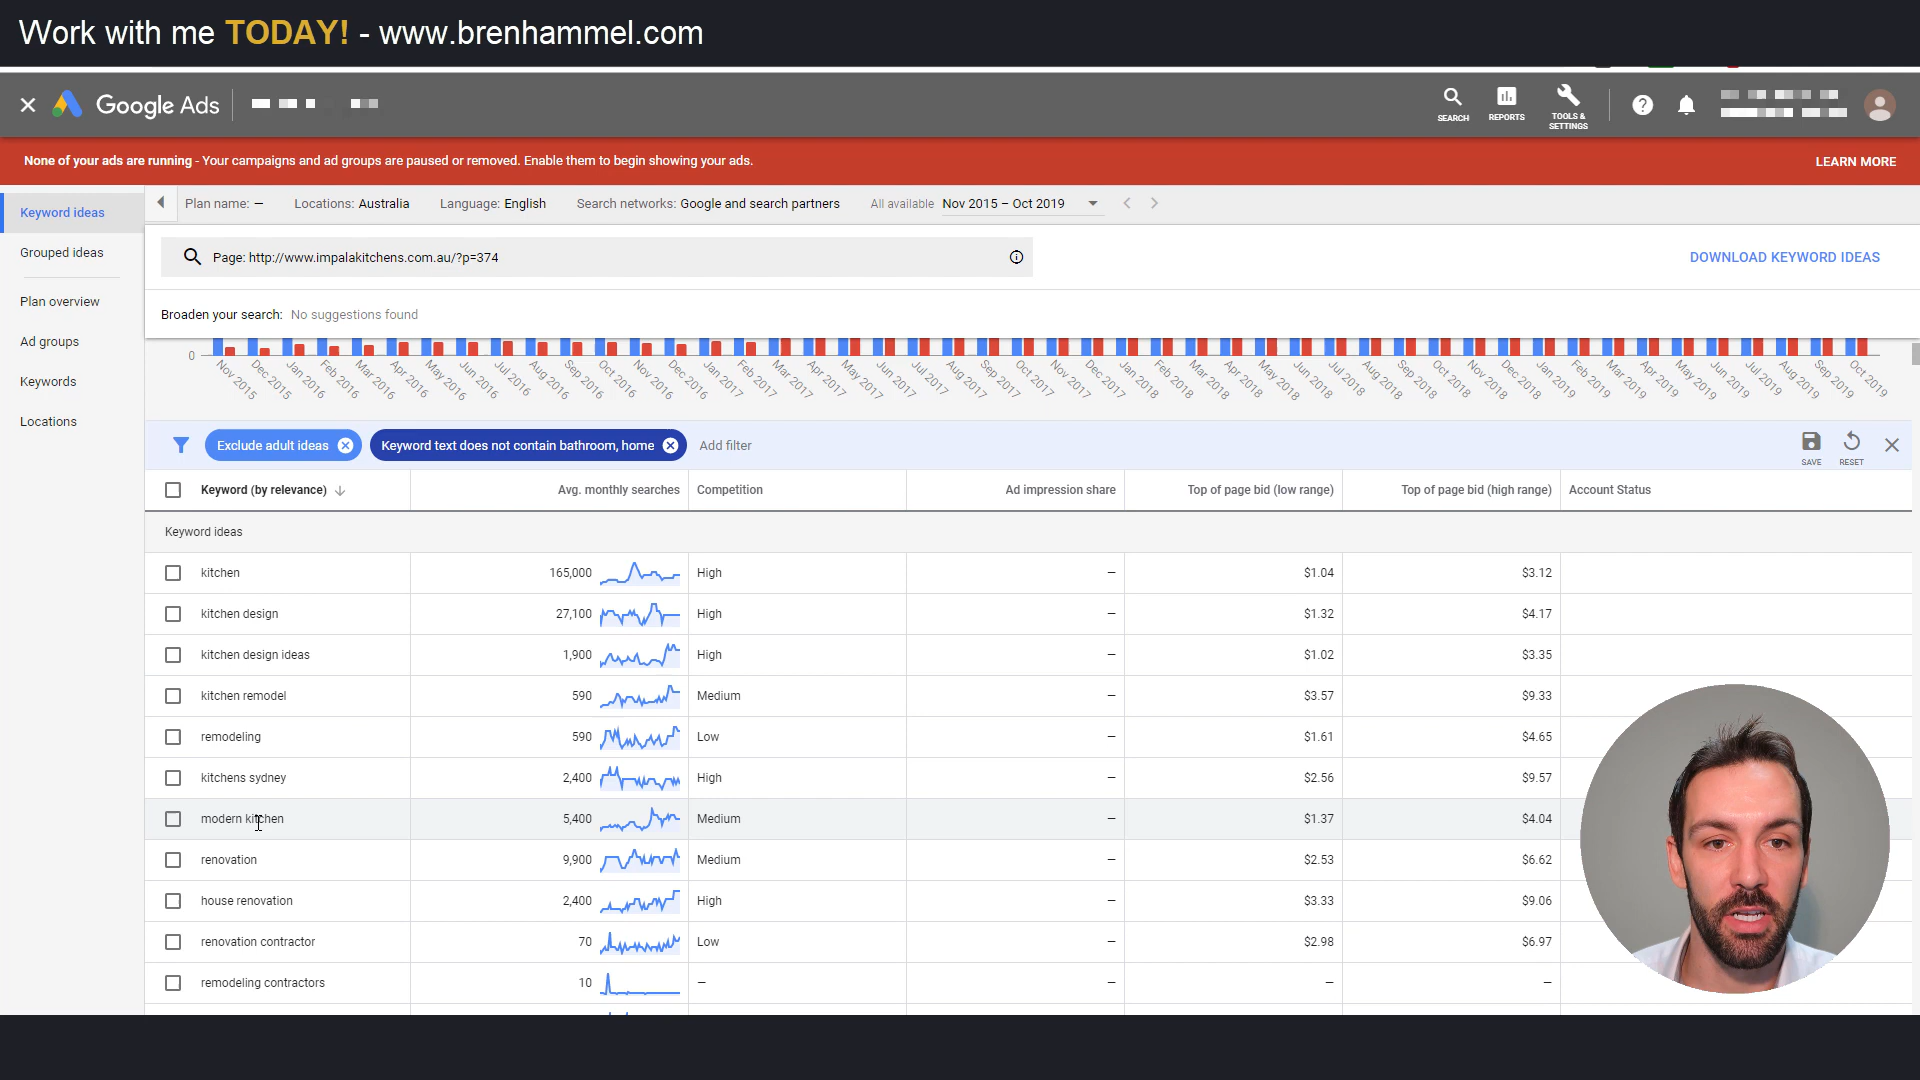 Work with me TODAY! - www.brenhammel.com
Google Ads
SEARCH
REPORTS
TOOLS &
SETTINGS
None of your ads are running - Your campaigns and ad groups are paused or removed. Enable them to begin showing your ads.
LEARN MORE
Keyword ideas
Grouped ideas
Plan overview
Ad groups
Keywords
Locations
Plan name: –
Locations: Australia
Language: English
Search networks: Google and search partners
All available Nov 2015 – Oct 2019
Page: http://www.impalakitchens.com.au/?p=374
DOWNLOAD KEYWORD IDEAS
Broaden your search: No suggestions found
0
Nov 2015 Dec 2015 Jan 2016 Feb 2016 Mar 2016 Apr 2016 May 2016 Jun 2016 Jul 2016 Aug 2016 Sep 2016 Oct 2016 Nov 2016 Dec 2016 Jan 2017 Feb 2017 Mar 2017 Apr 2017 May 2017 Jun 2017 Jul 2017 Aug 2017 Sep 2017 Oct 2017 Nov 2017 Dec 2017 Jan 2018 Feb 2018 Mar 2018 Apr 2018 May 2018 Jun 2018 Jul 2018 Aug 2018 Sep 2018 Oct 2018 Nov 2018 Dec 2018 Jan 2019 Feb 2019 Mar 2019 Apr 2019 May 2019 Jun 2019 Jul 2019 Aug 2019 Sep 2019 Oct 2019
Exclude adult ideas
Keyword text does not contain bathroom, home
Add filter
SAVE
RESET
Keyword (by relevance) Avg. monthly searches Competition Ad impression share Top of page bid (low range) Top of page bid (high range) Account Status
Keyword ideas
kitchen 165,000 High – $1.04 $3.12
kitchen design 27,100 High – $1.32 $4.17
kitchen design ideas 1,900 High – $1.02 $3.35
kitchen remodel 590 Medium – $3.57 $9.33
remodeling 590 Low – $1.61 $4.65
kitchens sydney 2,400 High – $2.56 $9.57
modern kitchen 5,400 Medium – $1.37 $4.04
renovation 9,900 Medium – $2.53 $6.62
house renovation 2,400 High – $3.33 $9.06
renovation contractor 70 Low – $2.98 $6.97
remodeling contractors 10 – – – –